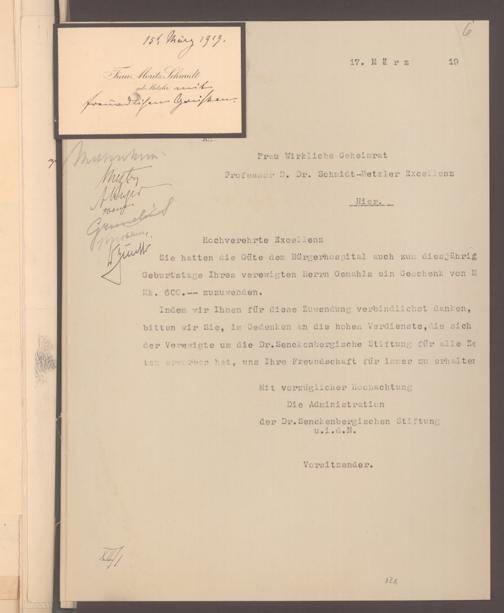 15t März 1919.
Frau Moritz Schmidt
geb. Metzler mit
freundlichen Grüssen.
6
17. M ä r z 19
An
Frau Wirkliche Geheimrat
Professor D. Dr. Schmidt-Metzler Excellenz
Hier.
Hochverehrte Excellenz
Sie hatten die Güte dem Bürgerhospital auch zum diesjährig
Geburtstage Ihres verewigten Herrn Gemahls ein Geschenk von M
Mk. 600.-- zuzuwenden.
Indem wir Ihnen für diese Zuwendung verbindlichst danken,
bitten wir Sie, in Gedenken an die hohen Verdienste,die sich
der Verewigte um die Dr.Senckenbergische Stiftung für alle Ze
ten erworben hat, uns Ihre Freundschaft für immer zu erhalten
Mit vorzüglicher Hochachtung
Die Administration
der Dr.Senckenbergischen Stiftung
u.i.d.N.
Vorsitzender.